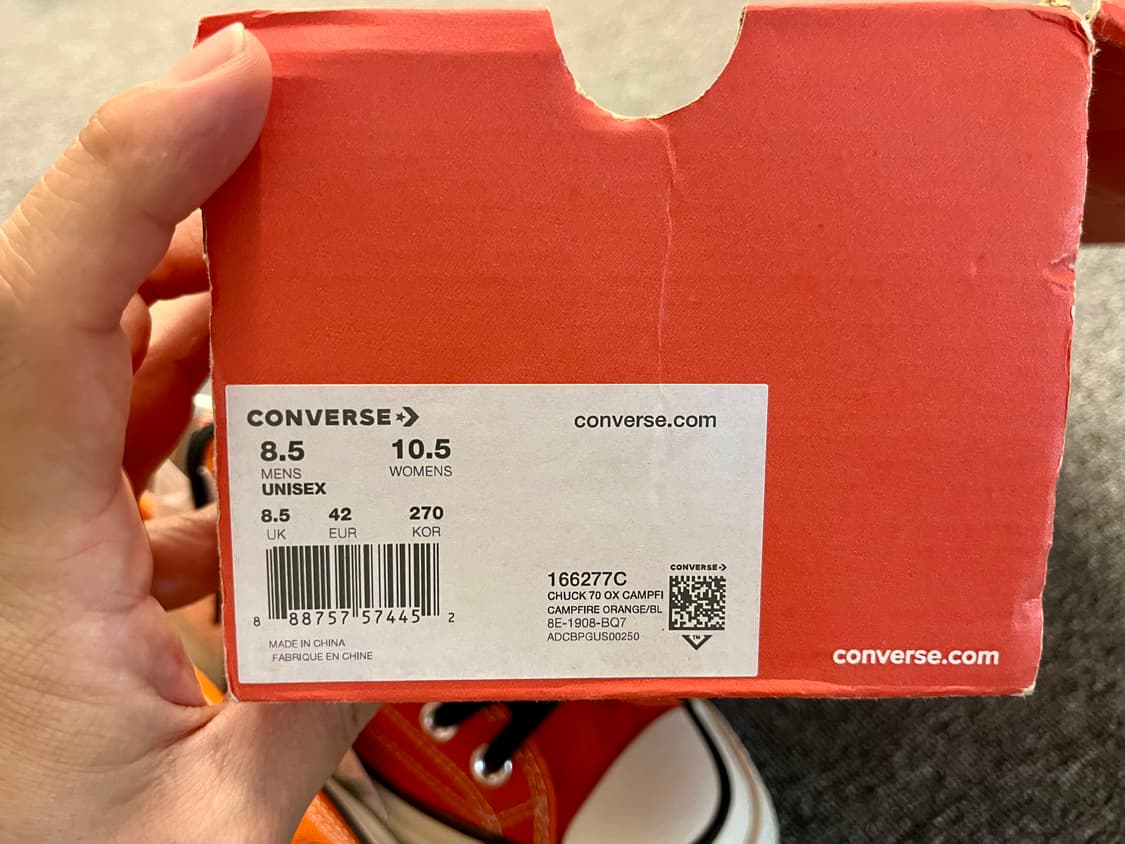 CONVERSE
converse.com
8.5 10.5
MENS WOMENS
UNISEX
8.5 42 270
UK EUR KOR
8 88757 57445 2
MADE IN CHINA
FABRIQUE EN CHINE
CONVERSE
166277C
CHUCK 70 OX CAMPFI
CAMPFIRE ORANGE/BL
8E-1908-BQ7
ADCBPGUS00250
TM
converse.com